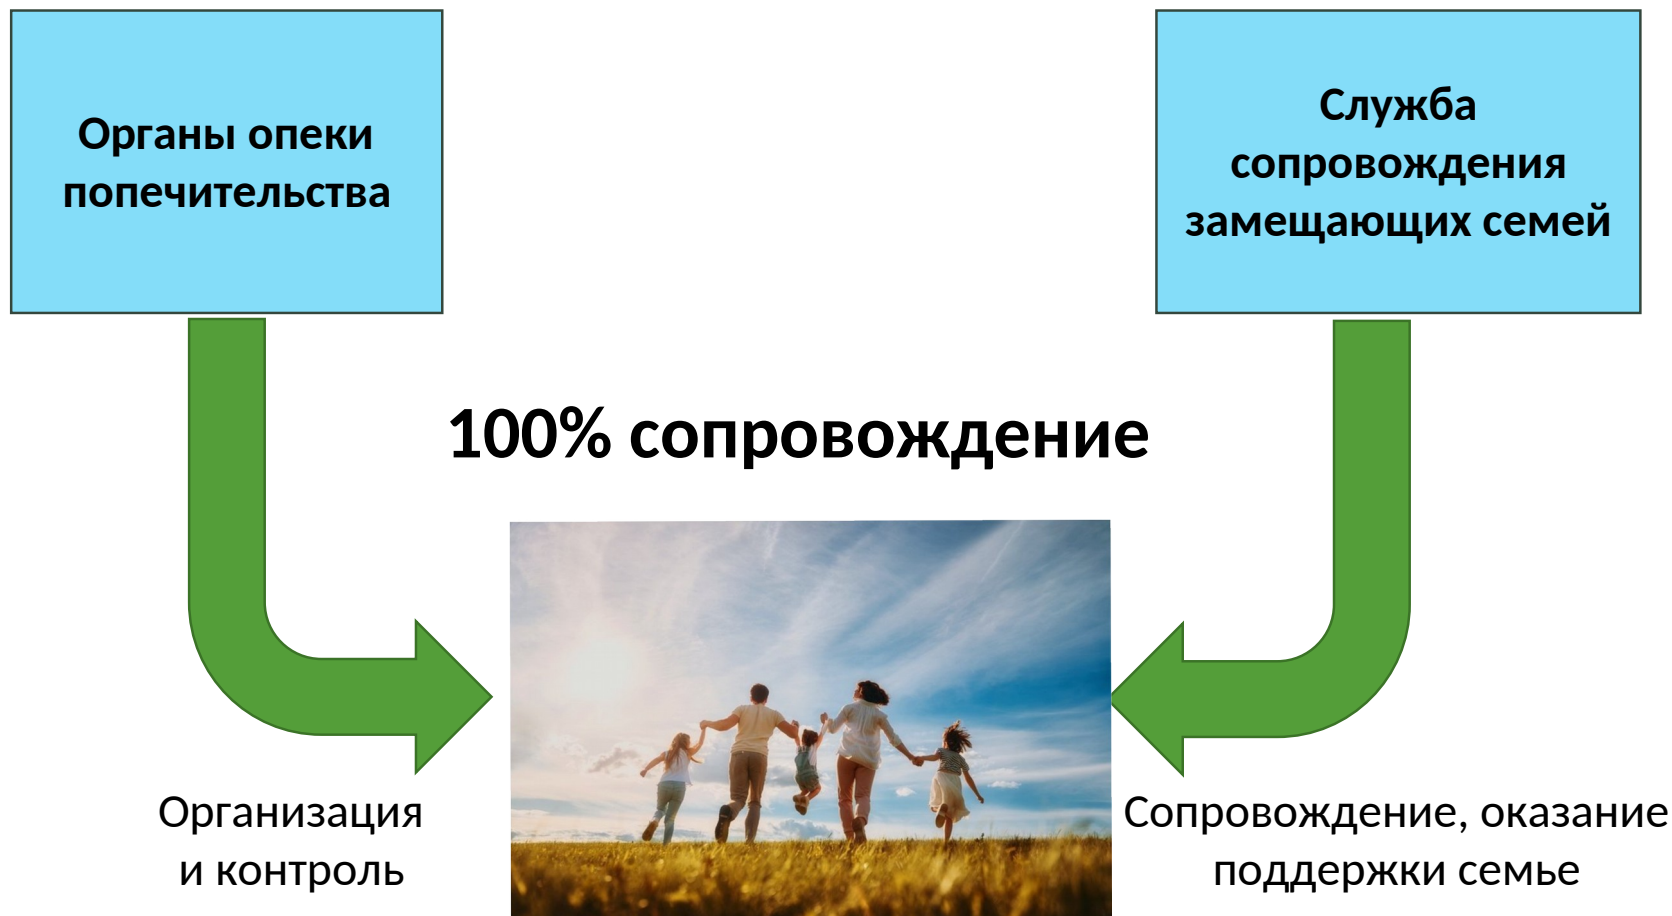 Органы опеки
попечительства
Служба
сопровождения
замещающих семей
100% сопровождение
Организация
и контроль
Сопровождение, оказание
поддержки семье